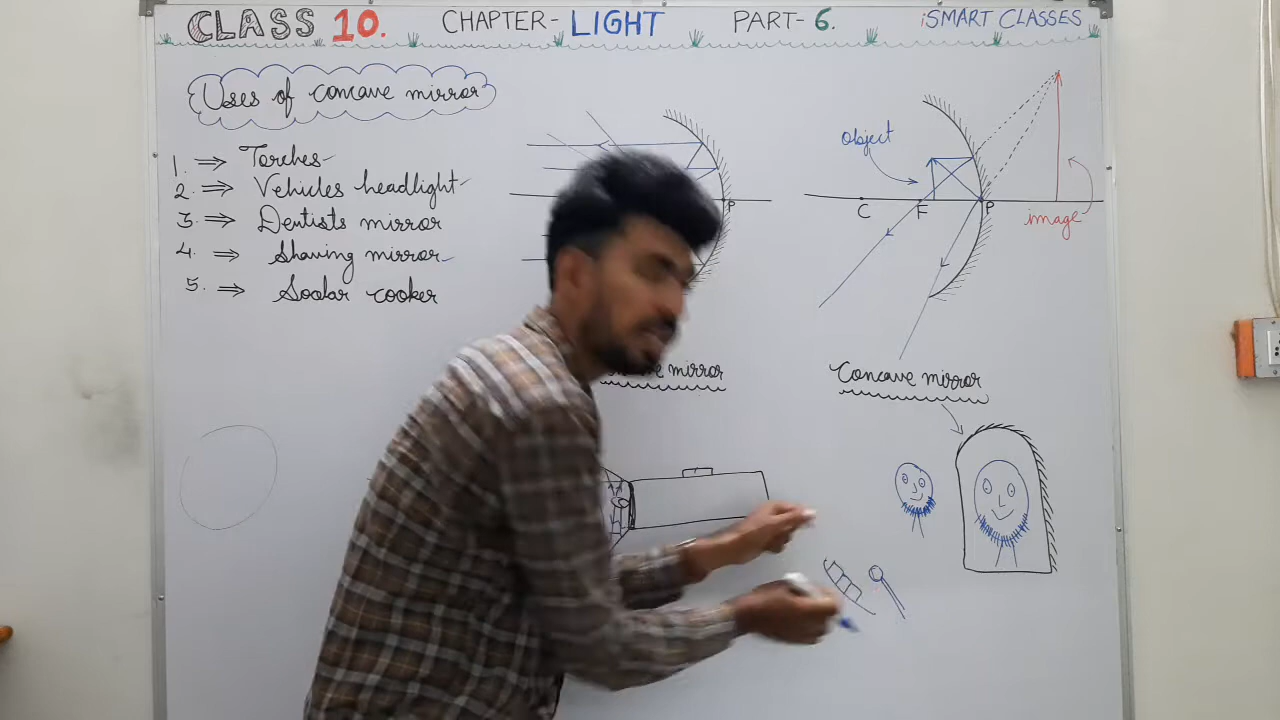 CLASS 10. CHAPTER- LIGHT PART- 6. iSMART CLASSES
Uses of concave mirror
1. ⇒ Torches
2. ⇒ Vehicles headlight
3. ⇒ Dentists mirror
4. ⇒ Shaving mirror
5. ⇒ Soalar cooker
P
object
C F P
image
mirror
Concave mirror